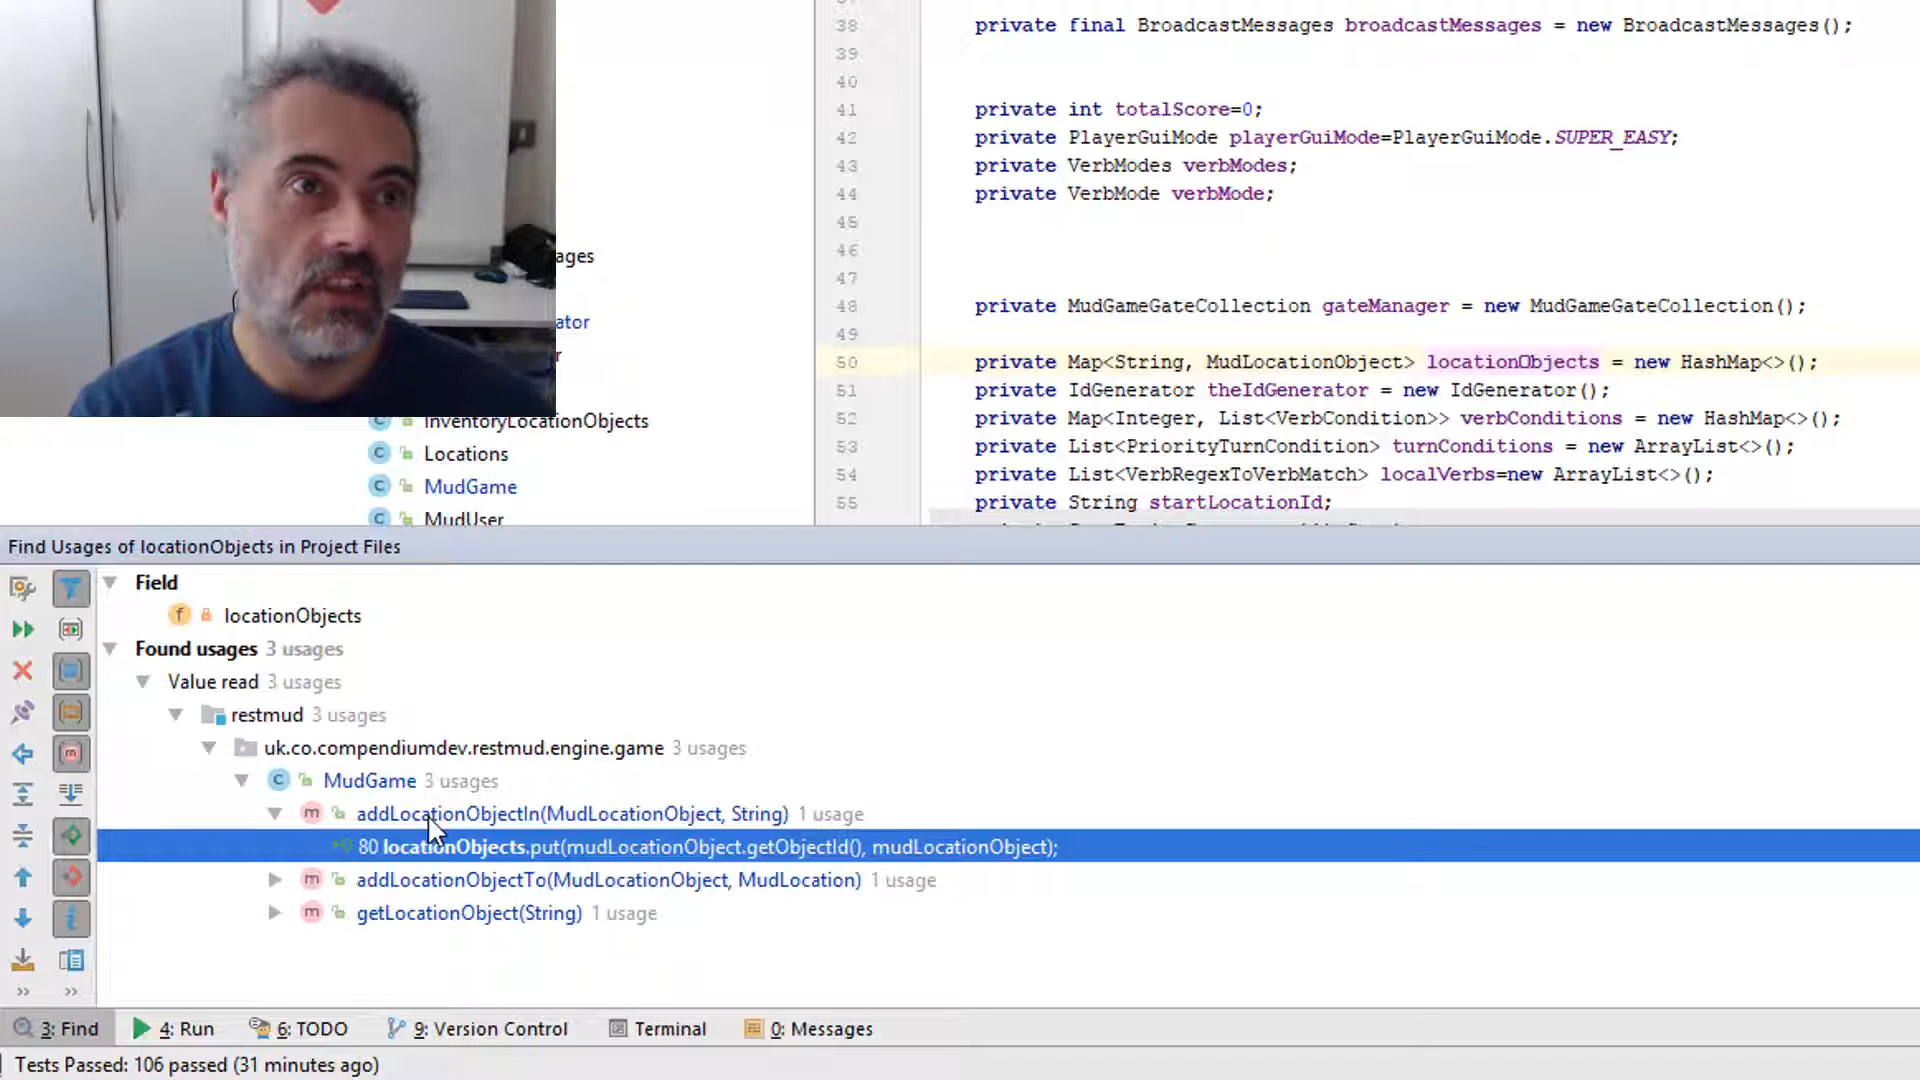 38 private final BroadcastMessages broadcastMessages = new BroadcastMessages();
39
40
41 private int totalScore=0;
42 private PlayerGuiMode playerGuiMode=PlayerGuiMode.SUPER_EASY;
43 private VerbModes verbModes;
44 private VerbMode verbMode;
45
46
47
48 private MudGameGateCollection gateManager = new MudGameGateCollection();
49
50 private Map<String, MudLocationObject> locationObjects = new HashMap<>();
51 private IdGenerator theIdGenerator = new IdGenerator();
52 private Map<Integer, List<VerbCondition>> verbConditions = new HashMap<>();
53 private List<PriorityTurnCondition> turnConditions = new ArrayList<>();
54 private List<VerbRegexToVerbMatch> localVerbs=new ArrayList<>();
55 private String startLocationId;
ages
ator
r
C InventoryLocationObjects
C Locations
C MudGame
C MudUser
Find Usages of locationObjects in Project Files
Field
f locationObjects
Found usages 3 usages
Value read 3 usages
restmud 3 usages
uk.co.compendiumdev.restmud.engine.game 3 usages
C MudGame 3 usages
m addLocationObjectIn(MudLocationObject, String) 1 usage
80 locationObjects.put(mudLocationObject.getObjectId(), mudLocationObject);
m addLocationObjectTo(MudLocationObject, MudLocation) 1 usage
m getLocationObject(String) 1 usage
3: Find 4: Run 6: TODO 9: Version Control Terminal 0: Messages
Tests Passed: 106 passed (31 minutes ago)